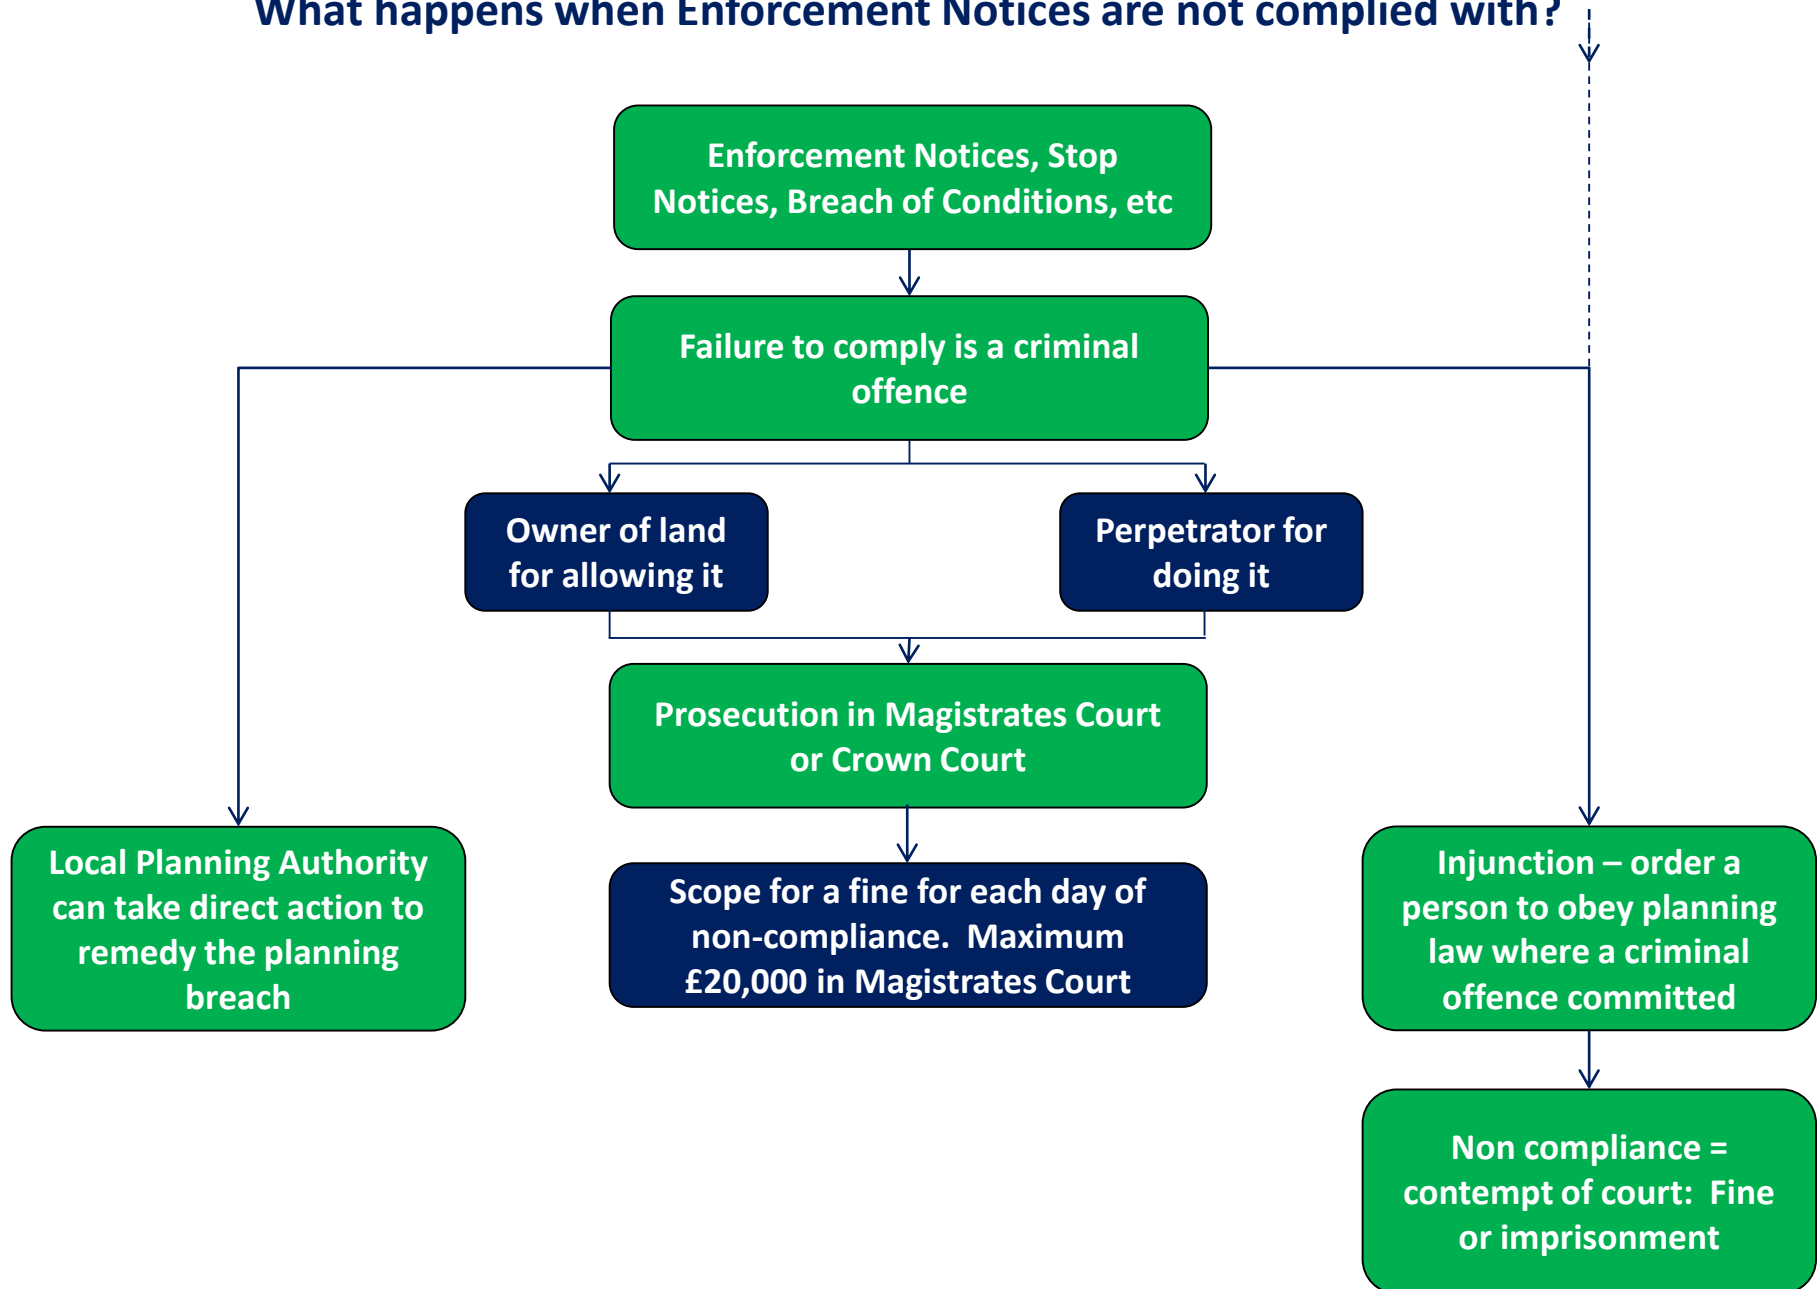 What happens when Enforcement Notices are not complied with?
Enforcement Notices, Stop
Notices, Breach of Conditions, etc
Failure to comply is a criminal
offence
Owner of land
for allowing it
Perpetrator for
doing it
Prosecution in Magistrates Court
or Crown Court
Local Planning Authority
can take direct action to
remedy the planning
breach
Scope for a fine for each day of
non-compliance.  Maximum
£20,000 in Magistrates Court
Injunction – order a
person to obey planning
law where a criminal
offence committed
Non compliance =
contempt of court:  Fine
or imprisonment